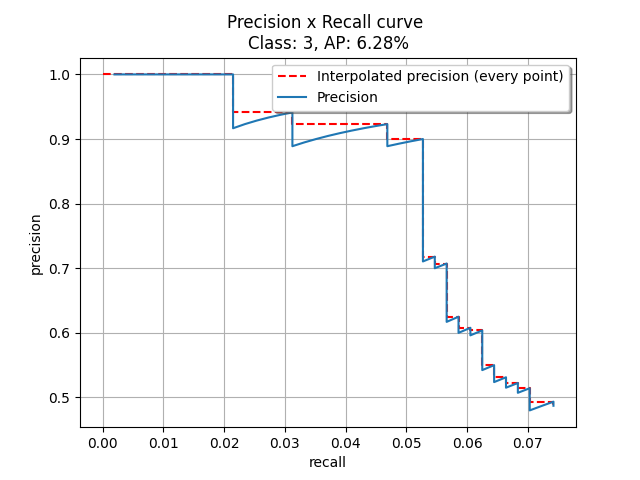 Precision x Recall curve
Class: 3, AP: 6.28%
Interpolated precision (every point)
Precision
1.0
0.9
0.8
0.7
0.6
0.5
precision
0.00 0.01 0.02 0.03 0.04 0.05 0.06 0.07
recall